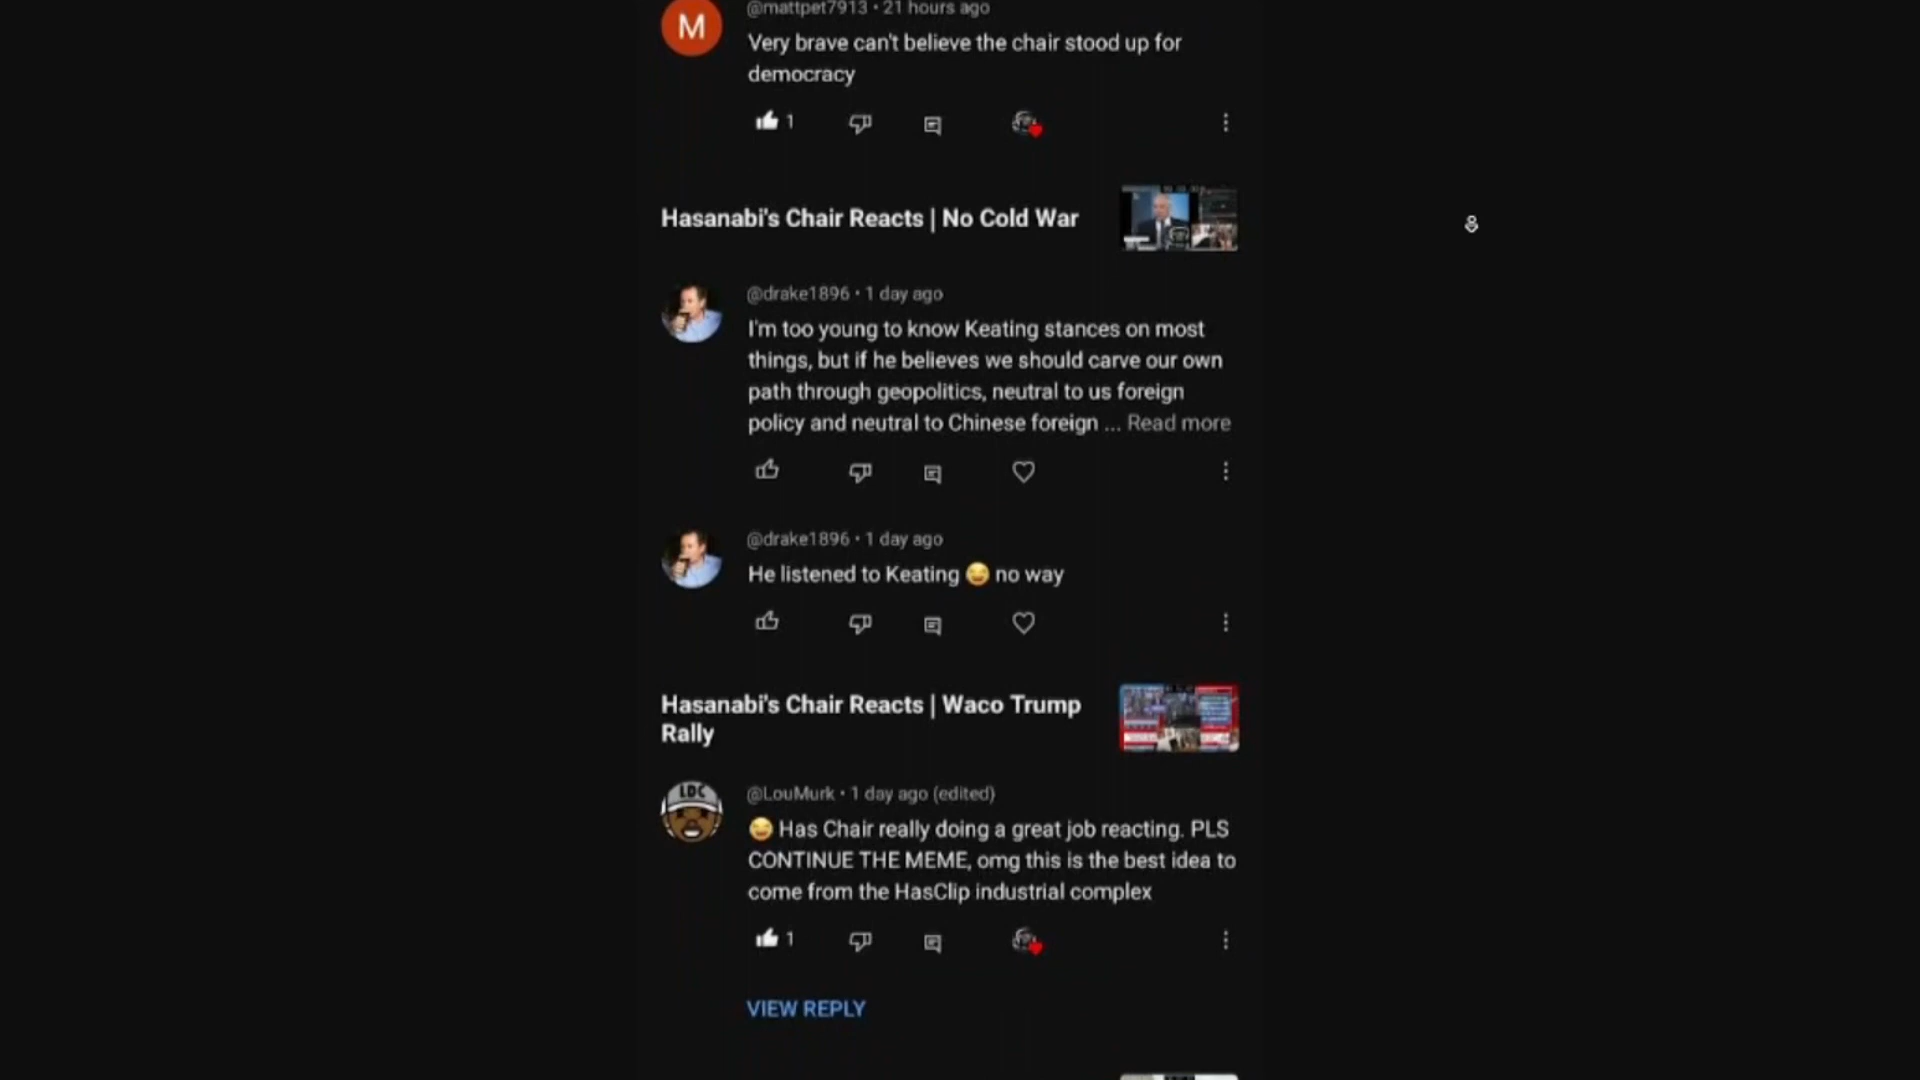 @mattpet7913 • 21 hours ago
Very brave can't believe the chair stood up for
democracy
1
Hasanabi's Chair Reacts | No Cold War
@drake1896 • 1 day ago
I'm too young to know Keating stances on most
things, but if he believes we should carve our own
path through geopolitics, neutral to us foreign
policy and neutral to Chinese foreign ... Read more
@drake1896 • 1 day ago
He listened to Keating 😂 no way
Hasanabi's Chair Reacts | Waco Trump
Rally
@LouMurk • 1 day ago (edited)
😂 Has Chair really doing a great job reacting. PLS
CONTINUE THE MEME, omg this is the best idea to
come from the HasClip industrial complex
1
VIEW REPLY
M
LDC